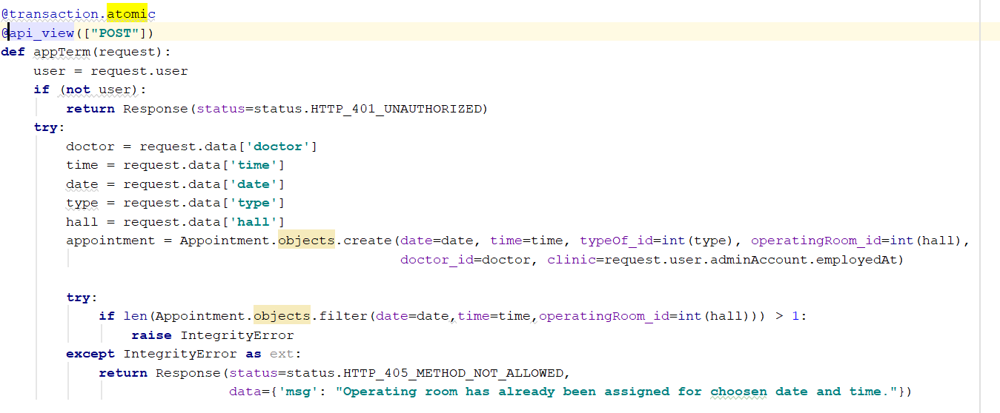 @transaction.atomic
@api_view(["POST"])
def appTerm(request):
    user = request.user
    if (not user):
        return Response(status=status.HTTP_401_UNAUTHORIZED)
    try:
        doctor = request.data['doctor']
        time = request.data['time']
        date = request.data['date']
        type = request.data['type']
        hall = request.data['hall']
        appointment = Appointment.objects.create(date=date, time=time, typeOf_id=int(type), operatingRoom_id=int(hall),
                                                 doctor_id=doctor, clinic=request.user.adminAccount.employedAt)
        try:
            if len(Appointment.objects.filter(date=date,time=time,operatingRoom_id=int(hall))) > 1:
                raise IntegrityError
        except IntegrityError as ext:
            return Response(status=status.HTTP_405_METHOD_NOT_ALLOWED,
                            data={'msg': "Operating room has already been assigned for choosen date and time."})